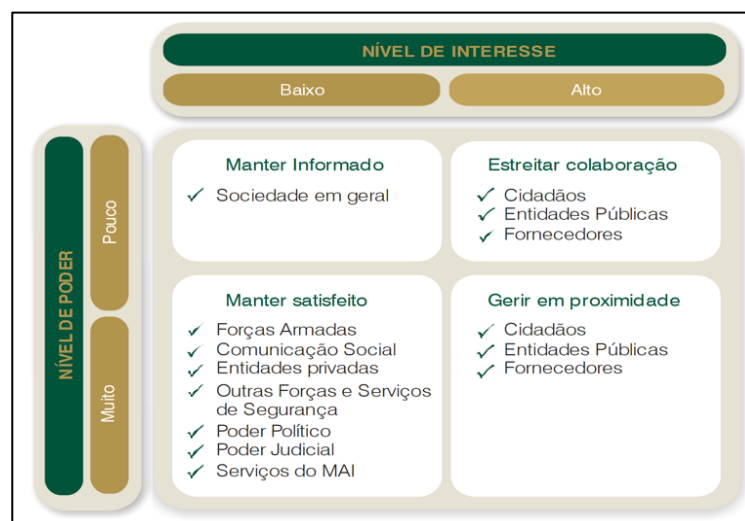 NÍVEL DE INTERESSE
Baixo
Alto
NÍVEL DE PODER
Pouco
Muito
Manter Informado
Sociedade em geral
Estreitar colaboração
Cidadãos
Entidades Públicas
Fornecedores
Manter satisfeito
Forças Armadas
Comunicação Social
Entidades privadas
Outras Forças e Serviços
de Segurança
Poder Político
Poder Judicial
Serviços do MAI
Gerir em proximidade
Cidadãos
Entidades Públicas
Fornecedores